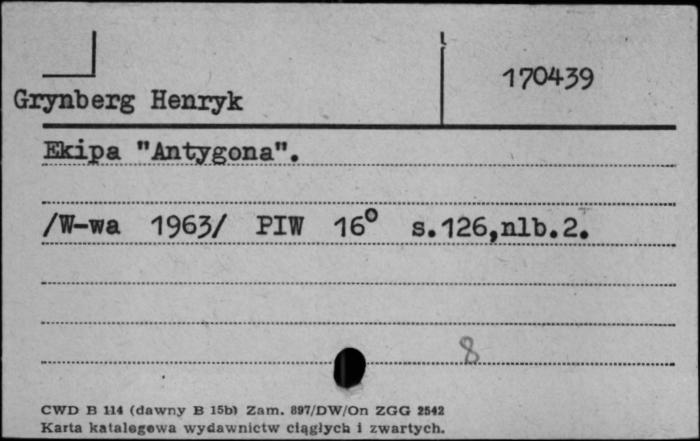 170439
Grynberg Henryk
Ekipa "Antygona".
/W-wa 1963/ PIW 16° s.126,nlb.2.
8
CWD B 114 (dawny B 15b) Zam. 897/DW/On ZGG 2542
Karta katalogowa wydawnictw ciągłych i zwartych.